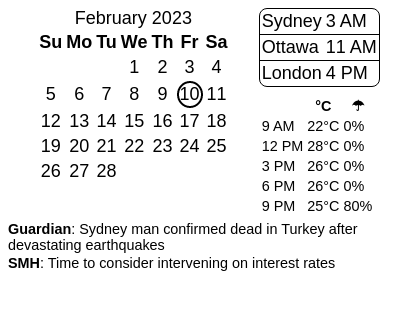 February 2023
Su Mo Tu We Th Fr Sa
1 2 3 4
5 6 7 8 9 10 11
12 13 14 15 16 17 18
19 20 21 22 23 24 25
26 27 28
Sydney 3 AM
Ottawa 11 AM
London 4 PM
°C ☂
9 AM 22°C 0%
12 PM 28°C 0%
3 PM 26°C 0%
6 PM 26°C 0%
9 PM 25°C 80%
Guardian: Sydney man confirmed dead in Turkey after
devastating earthquakes
SMH: Time to consider intervening on interest rates